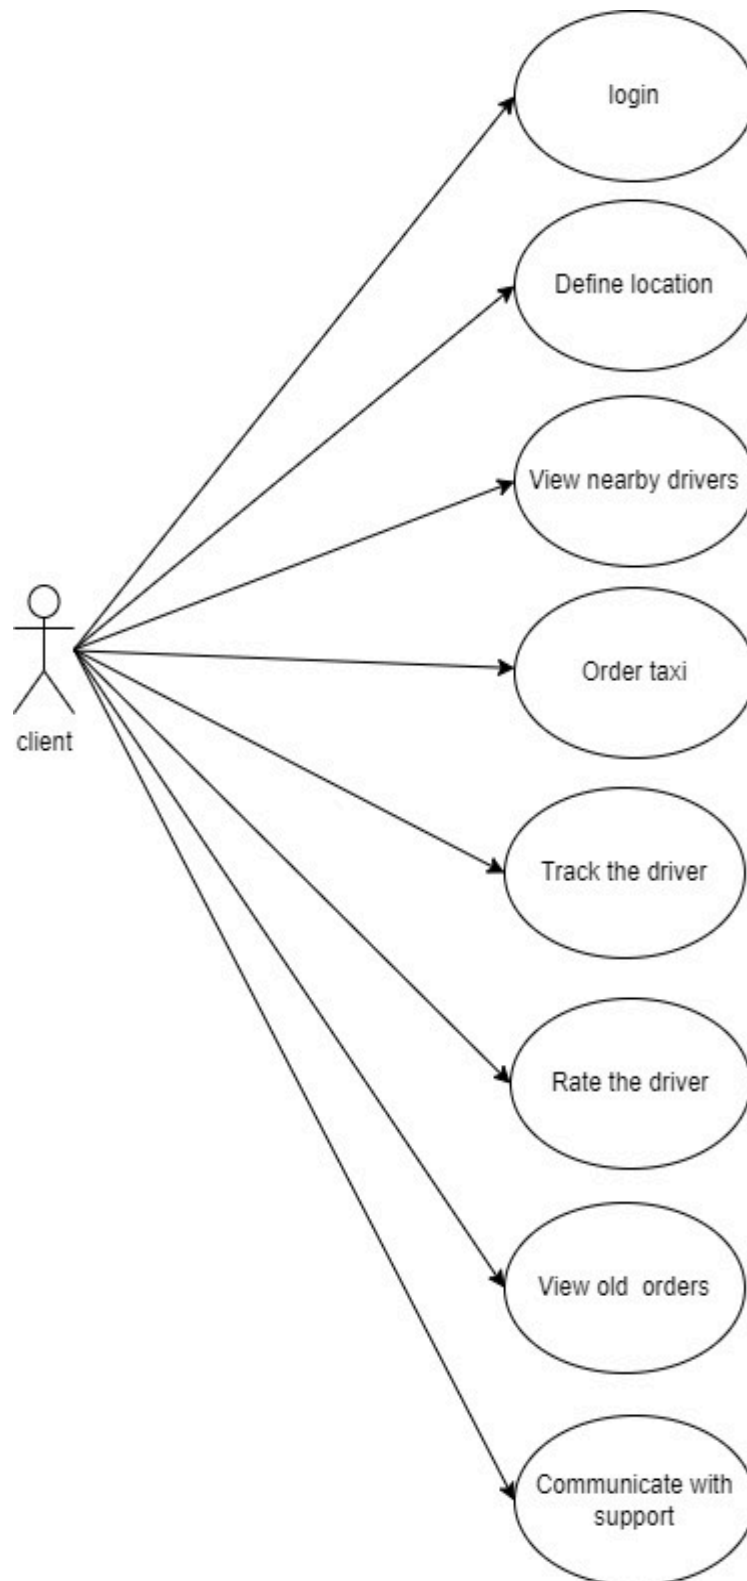 login
Define location
View nearby drivers
Order taxi
client
Track the driver
Rate the driver
View old  orders
Communicate with
support